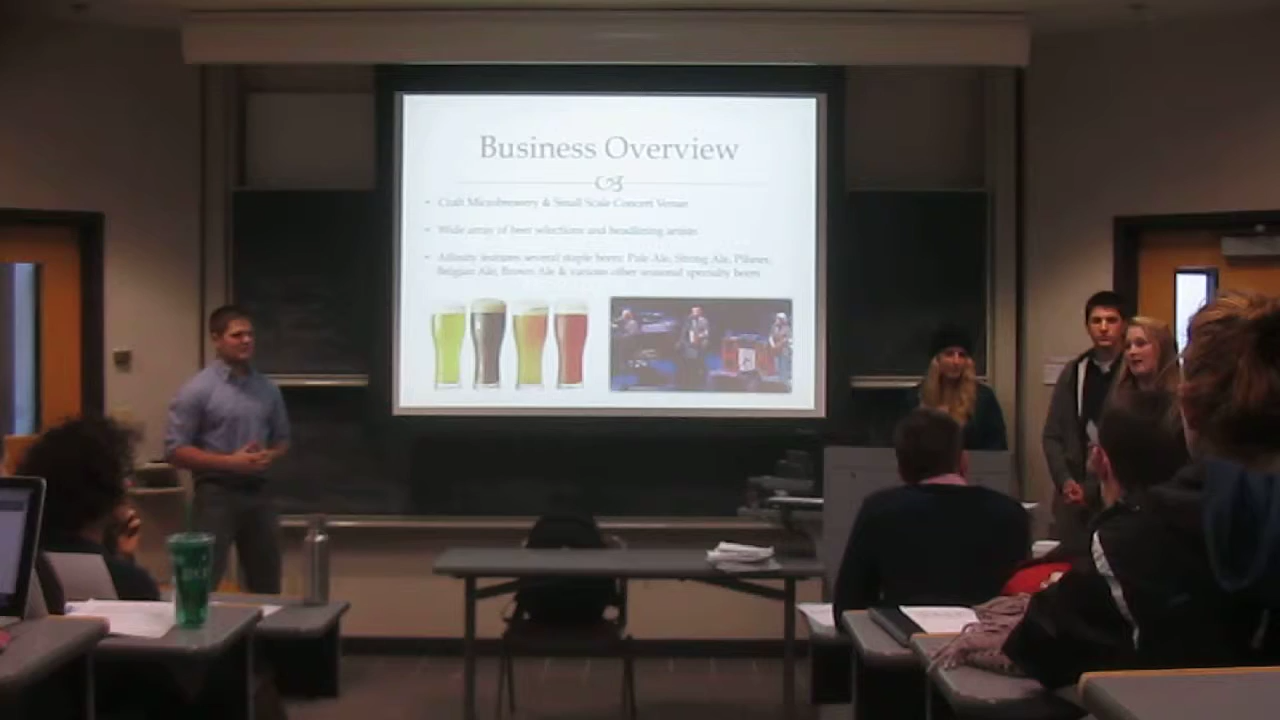 Business Overview
• Craft Microbrewery & Small Scale Concert Venue
• Wide array of beer selections and headlining artists
• Affinity features several staple beers: Pale Ale, Strong Ale, Pilsner,
Belgian Ale, Brown Ale & various other seasonal specialty beers